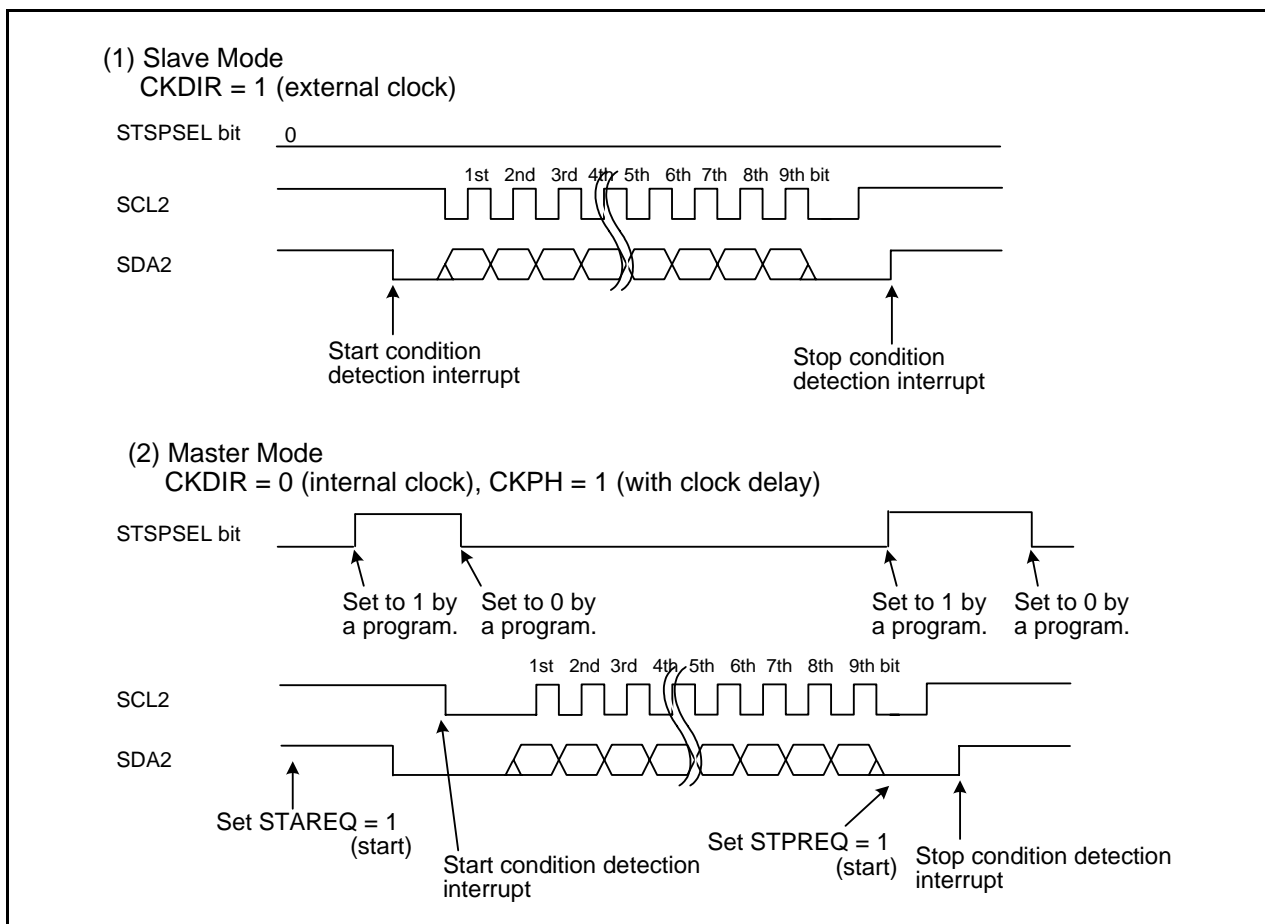 (1) Slave Mode
CKDIR = 1 (external clock)
STSPSEL bit
0
1st 2nd 3rd 4th 5th 6th 7th 8th 9th bit
SCL2
SDA2
Start condition
detection interrupt
Stop condition
detection interrupt
(2) Master Mode
CKDIR = 0 (internal clock), CKPH = 1 (with clock delay)
STSPSEL bit
Set to 1 by
a program.
Set to 0 by
a program.
Set to 1 by
a program.
Set to 0 by
a program.
1st 2nd 3rd 4th 5th 6th 7th 8th 9th bit
SCL2
SDA2
Set STAREQ = 1
(start)
Start condition detection
interrupt
Set STPREQ = 1
(start)
Stop condition detection
interrupt